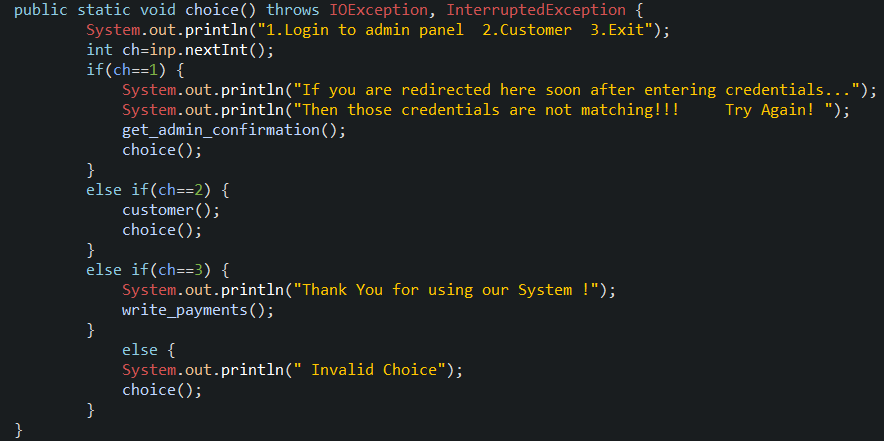 public static void choice() throws IOException, InterruptedException {
        System.out.println("1.Login to admin panel  2.Customer  3.Exit");
        int ch=inp.nextInt();
        if(ch==1) {
            System.out.println("If you are redirected here soon after entering credentials...");
            System.out.println("Then those credentials are not matching!!!     Try Again! ");
            get_admin_confirmation();
            choice();
        }
        else if(ch==2) {
            customer();
            choice();
        }
        else if(ch==3) {
            System.out.println("Thank You for using our System !");
            write_payments();
        }
            else {
            System.out.println(" Invalid Choice");
            choice();
        }
}